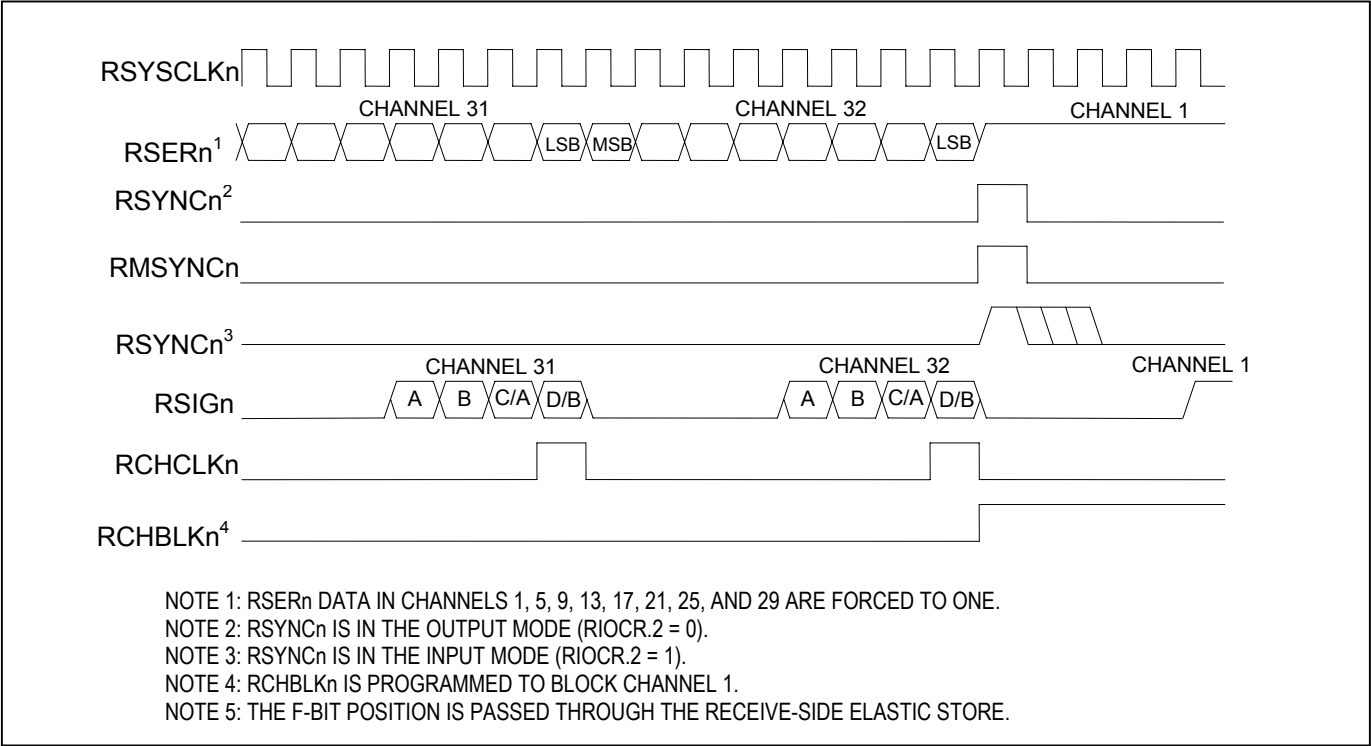 RSYSCLKn
CHANNEL 31 CHANNEL 32 CHANNEL 1
RSERn1 LSB MSB LSB
RSYNCn2
RMSYNCn
RSYNCn3
CHANNEL 31 CHANNEL 32 CHANNEL 1
RSIGn A B C/A D/B A B C/A D/B
RCHCLKn
RCHBLKn4
NOTE 1: RSERn DATA IN CHANNELS 1, 5, 9, 13, 17, 21, 25, AND 29 ARE FORCED TO ONE.
NOTE 2: RSYNCn IS IN THE OUTPUT MODE (RIOCR.2 = 0).
NOTE 3: RSYNCn IS IN THE INPUT MODE (RIOCR.2 = 1).
NOTE 4: RCHBLKn IS PROGRAMMED TO BLOCK CHANNEL 1.
NOTE 5: THE F-BIT POSITION IS PASSED THROUGH THE RECEIVE-SIDE ELASTIC STORE.